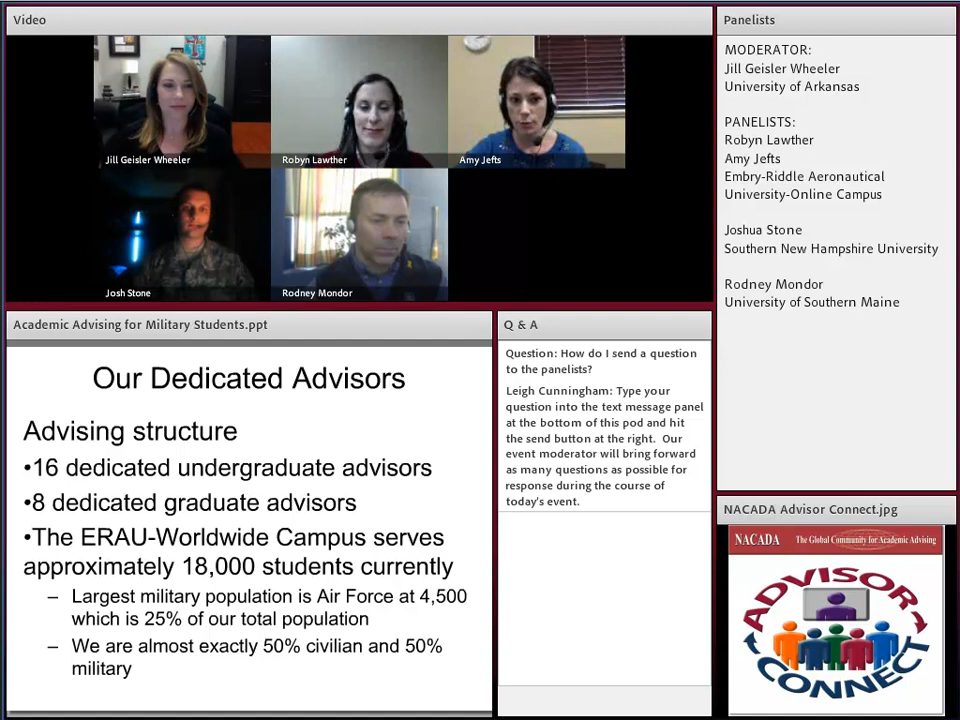 Video
Jill Geisler Wheeler
Robyn Lawther
Amy Jefts
Josh Stone
Rodney Mondor
Panelists
MODERATOR:
Jill Geisler Wheeler
University of Arkansas
PANELISTS:
Robyn Lawther
Amy Jefts
Embry-Riddle Aeronautical
University-Online Campus
Joshua Stone
Southern New Hampshire University
Rodney Mondor
University of Southern Maine
Academic Advising for Military Students.ppt
Our Dedicated Advisors
Advising structure
•16 dedicated undergraduate advisors
•8 dedicated graduate advisors
•The ERAU-Worldwide Campus serves
approximately 18,000 students currently
– Largest military population is Air Force at 4,500
which is 25% of our total population
– We are almost exactly 50% civilian and 50%
military
Q & A
Question: How do I send a question
to the panelists?
Leigh Cunningham: Type your
question into the text message panel
at the bottom of this pod and hit
the send button at the right.  Our
event moderator will bring forward
as many questions as possible for
response during the course of
today's event.
NACADA Advisor Connect.jpg
NACADA The Global Community for Academic Advising
ADVISOR
CONNECT